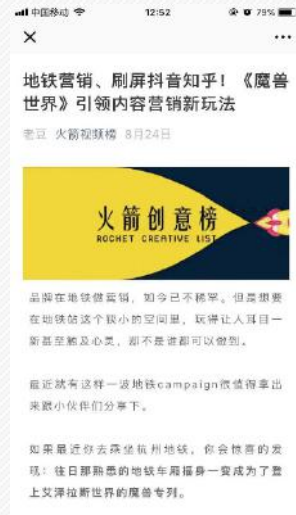 中国移动 12:52 79%
地铁营销、刷屏抖音知乎！《魔兽
世界》引领内容营销新玩法
老豆 火箭视频榜 8月24日
火箭创意榜
ROCKET CREATIVE LIST
品牌在地铁做营销，如今已不稀罕。但是想要
在地铁站这个狭小的空间里，玩得让人耳目一
新甚至触及心灵，却不是谁都可以做到。
最近就有这样一波地铁campaign很值得拿出
来跟小伙伴们分享下。
如果最近你去乘坐杭州地铁，你会惊喜的发
现：往日那熟悉的地铁车厢摇身一变成为了登
上艾泽拉斯世界的魔兽专列。